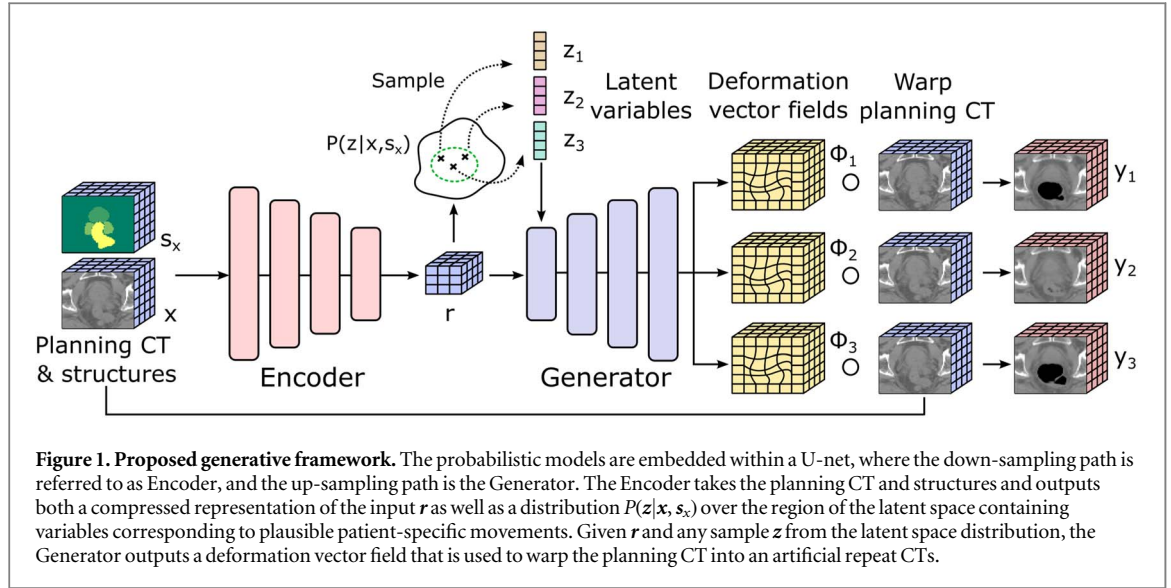 Sample
P(z|x,sₓ)
z₁
z₂
z₃
Latent
variables
Deformation
vector fields
Warp
planning CT
sₓ
x
Planning CT
& structures
Encoder
r
Generator
Φ₁
Φ₂
Φ₃
y₁
y₂
y₃
Figure 1. Proposed generative framework. The probabilistic models are embedded within a U-net, where the down-sampling path is
referred to as Encoder, and the up-sampling path is the Generator. The Encoder takes the planning CT and structures and outputs
both a compressed representation of the input r as well as a distribution P(z|x, sₓ) over the region of the latent space containing
variables corresponding to plausible patient-specific movements. Given r and any sample z from the latent space distribution, the
Generator outputs a deformation vector field that is used to warp the planning CT into an artificial repeat CTs.